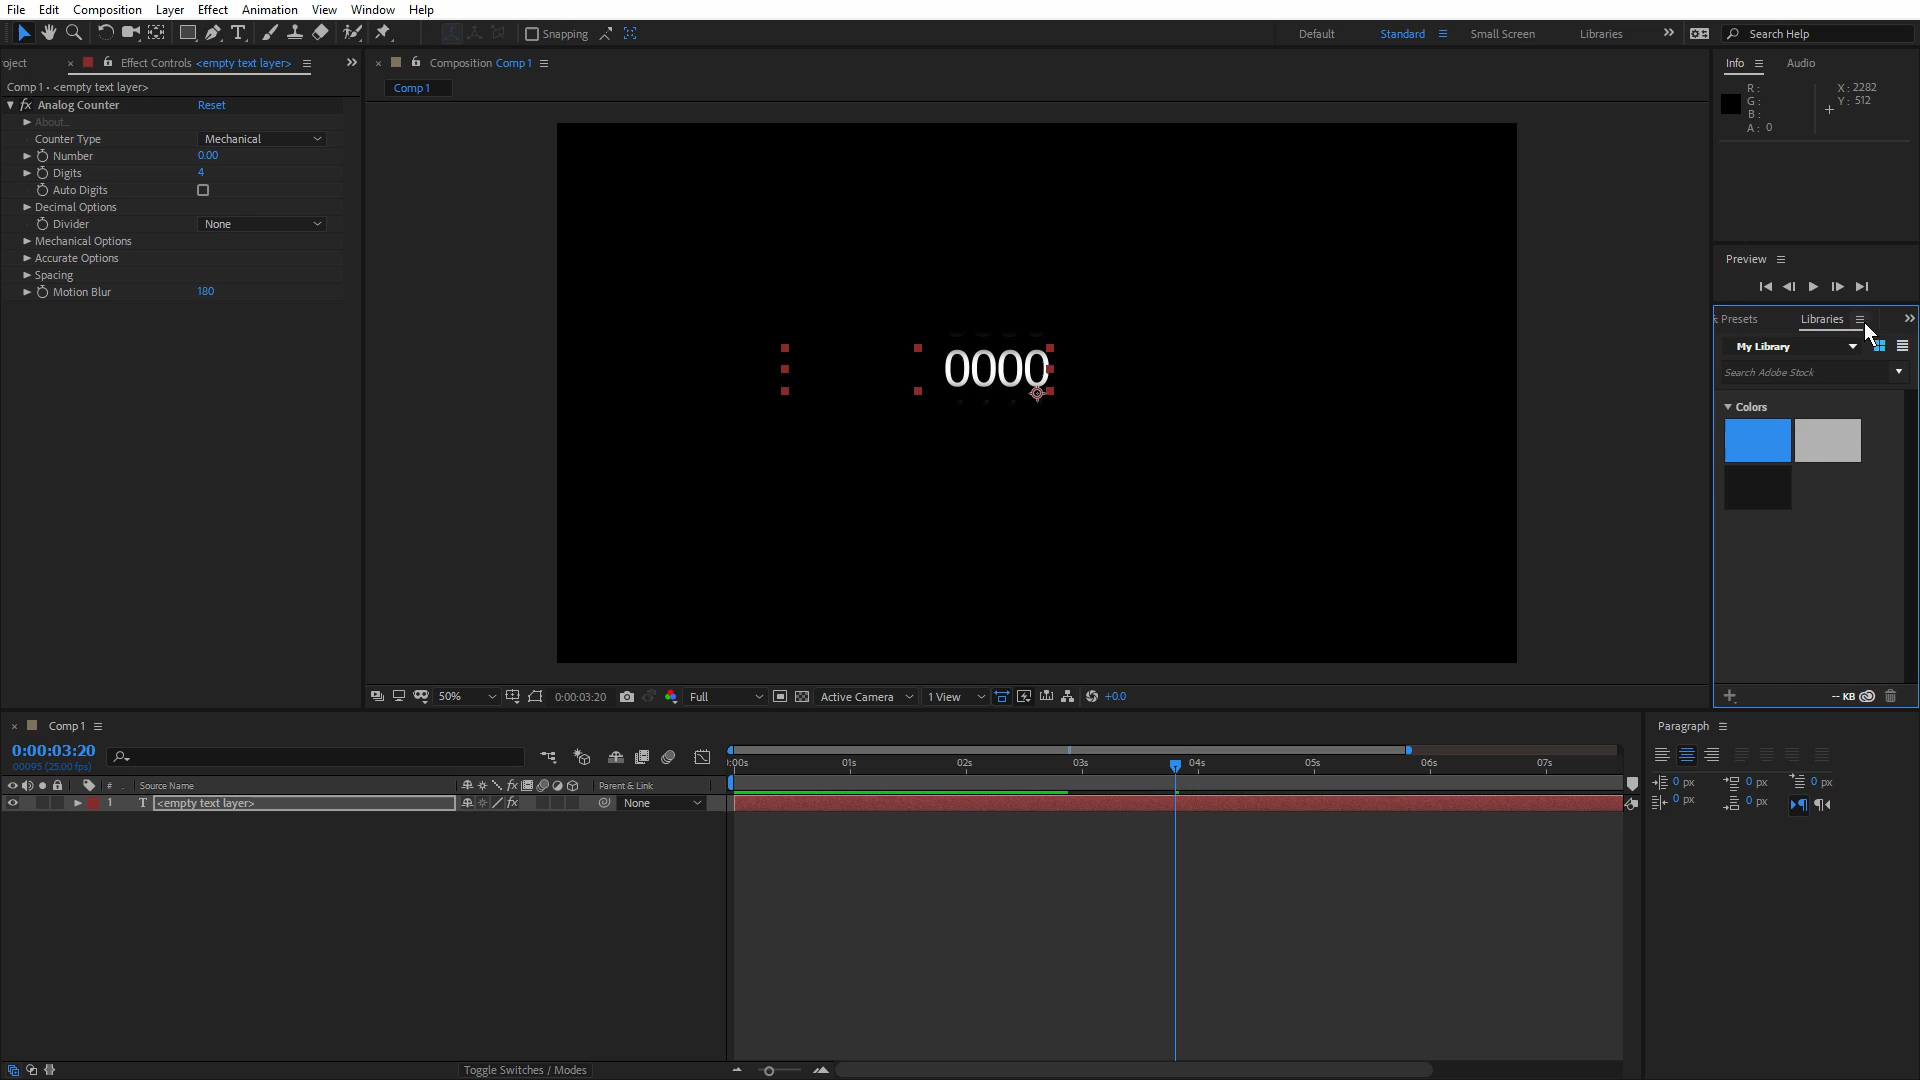 File Edit Composition Layer Effect Animation View Window Help
Snapping Default Standard Small Screen Libraries Search Help
oject Effect Controls <empty text layer>
Comp 1 • <empty text layer>
fx Analog Counter Reset
About...
Counter Type Mechanical
Number 0.00
Digits 4
Auto Digits
Decimal Options
Divider None
Mechanical Options
Accurate Options
Spacing
Motion Blur 180
Composition Comp 1
Comp 1
0000
50% 0:00:03:20 Full Active Camera 1 View +0.0
Info Audio
R: X: 2282
G: Y: 512
B:
A: 0
Preview
Presets Libraries
My Library
Search Adobe Stock
Colors
-- KB
Comp 1
0:00:03:20
00095 (25.00 fps)
:00s 01s 02s 03s 04s 05s 06s 07s
# . Source Name fx Parent & Link
1 T <empty text layer> fx None
Toggle Switches / Modes
Paragraph
0 px 0 px 0 px
0 px 0 px